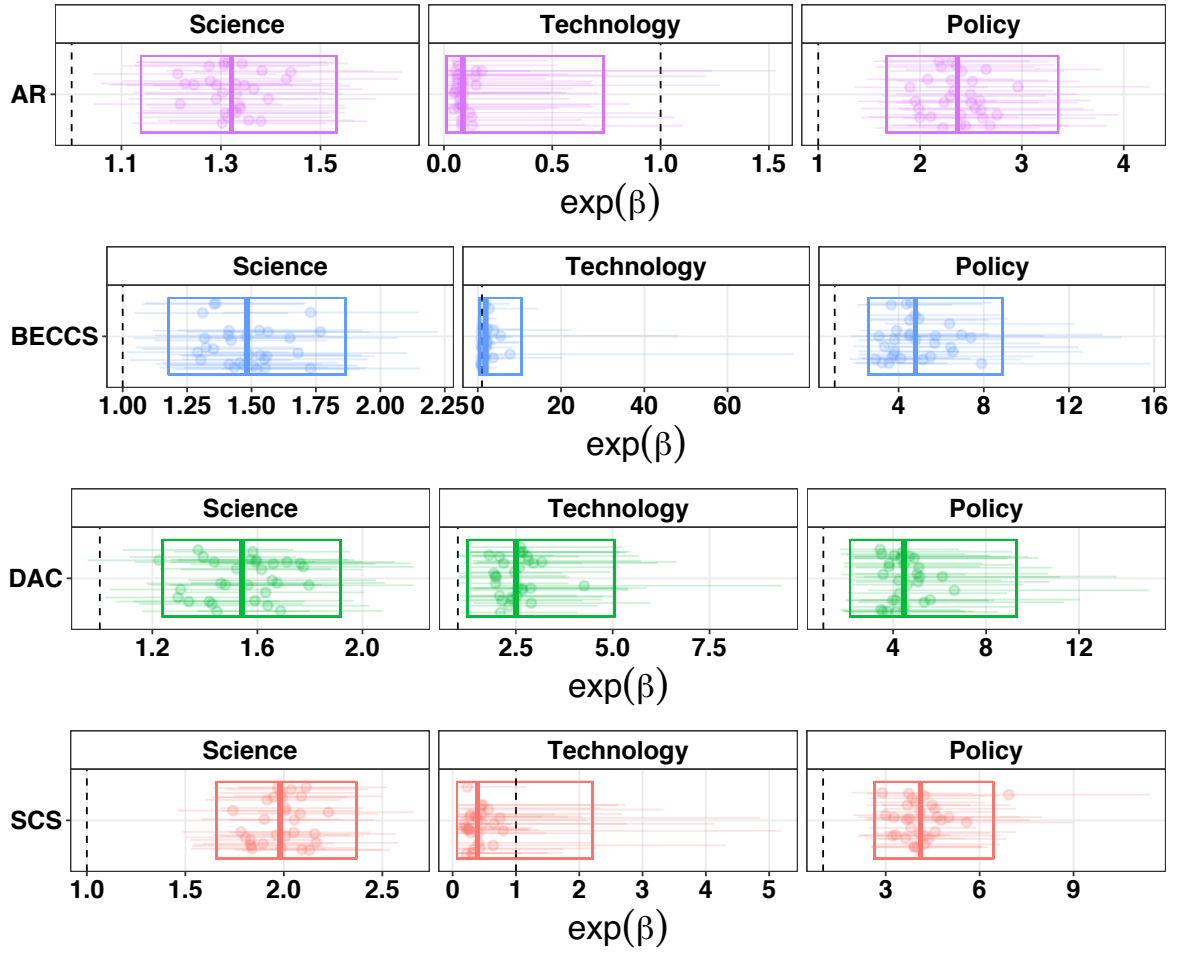 Science Technology Policy
AR
1.1 1.3 1.5 0.0 0.5 1.0 1.5 1 2 3 4
exp(β)
Science Technology Policy
BECCS
1.00 1.25 1.50 1.75 2.00 2.250 20 40 60 4 8 12 16
exp(β)
Science Technology Policy
DAC
1.2 1.6 2.0 2.5 5.0 7.5 4 8 12
exp(β)
Science Technology Policy
SCS
1.0 1.5 2.0 2.5 0 1 2 3 4 5 3 6 9
exp(β)